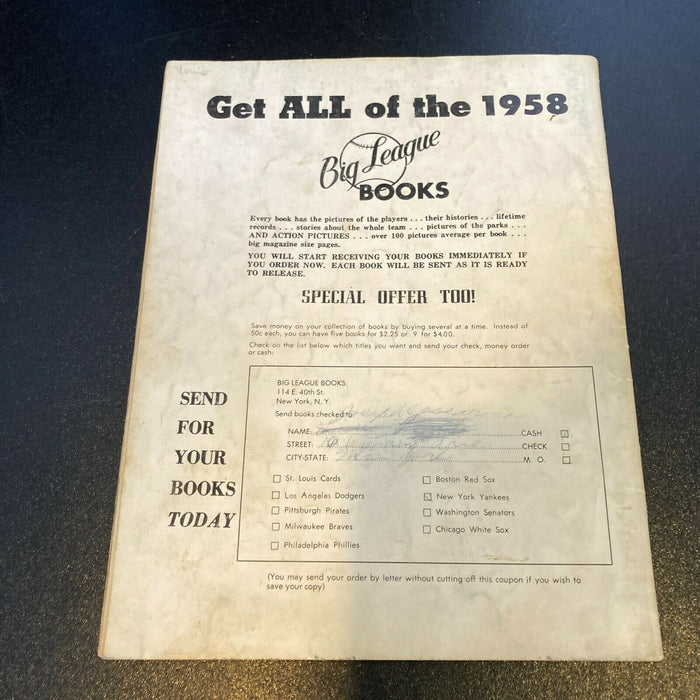 Get ALL of the 1958
Big League
BOOKS
Every book has the pictures of the players . . . their histories . . . lifetime
records . . . stories about the whole team . . . pictures of the parks . . .
AND ACTION PICTURES . . . over 100 pictures average per book . . .
big magazine size pages.
YOU WILL START RECEIVING YOUR BOOKS IMMEDIATELY IF
YOU ORDER NOW. EACH BOOK WILL BE SENT AS IT IS READY
TO RELEASE.
SPECIAL OFFER TOO!
Save money on your collection of books by buying several at a time. Instead of
50c each, you can have five books for $2.25 or 9 for $4.00.
Check on the list below which titles you want and send your check, money order
or cash:
SEND
FOR
YOUR
BOOKS
TODAY
BIG LEAGUE BOOKS
114 E. 40th St.
New York, N. Y.
Send books checked to:
Joseph
NAME: CASH
STREET: CHECK
CITY-STATE: M. O.
St. Louis Cards
Los Angeles Dodgers
Pittsburgh Pirates
Milwaukee Braves
Philadelphia Phillies
Boston Red Sox
New York Yankees
Washington Senators
Chicago White Sox
(You may send your order by letter without cutting off this coupon if you wish to
save your copy)